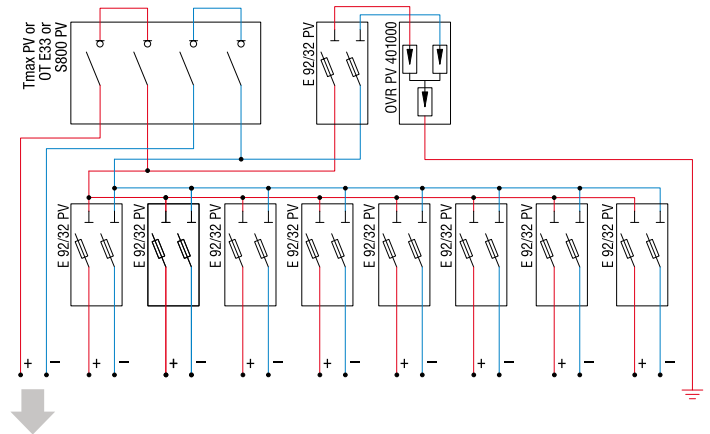 Tmax PV or
OT E33 or
S800 PV
E 92/32 PV
OVR PV 401000
E 92/32 PV
E 92/32 PV
E 92/32 PV
E 92/32 PV
E 92/32 PV
E 92/32 PV
E 92/32 PV
E 92/32 PV
+ − + − + − + − + − + − + − + − + −